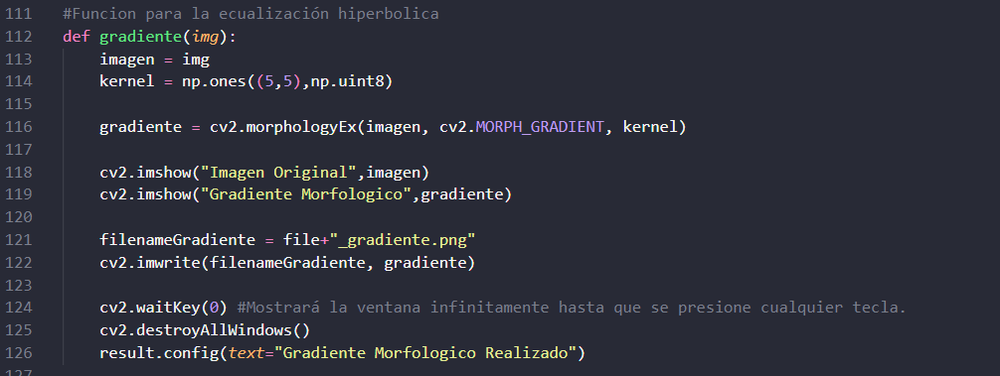 111 #Funcion para la ecualización hiperbolica
112 def gradiente(img):
113 imagen = img
114 kernel = np.ones((5,5),np.uint8)
115
116 gradiente = cv2.morphologyEx(imagen, cv2.MORPH_GRADIENT, kernel)
117
118 cv2.imshow("Imagen Original",imagen)
119 cv2.imshow("Gradiente Morfologico",gradiente)
120
121 filenameGradiente = file+"_gradiente.png"
122 cv2.imwrite(filenameGradiente, gradiente)
123
124 cv2.waitKey(0) #Mostrará la ventana infinitamente hasta que se presione cualquier tecla.
125 cv2.destroyAllWindows()
126 result.config(text="Gradiente Morfologico Realizado")
127